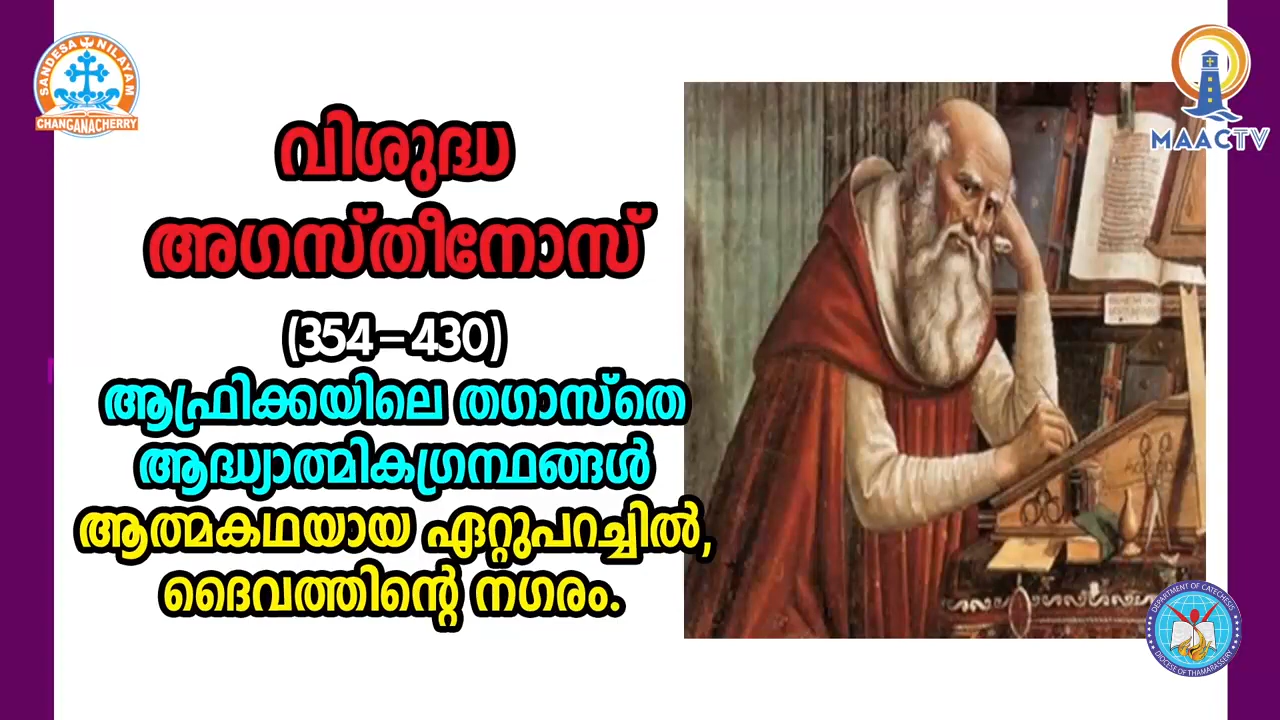 SANDESA NILAYAM
CHANGANACHERRY
MAACTV
വിശുദ്ധ
അഗസ്തീനോസ്
(354-430)
ആഫ്രിക്കയിലെ തഗാസ്തെ
ആദ്ധ്യാത്മികഗ്രന്ഥങ്ങൾ
ആത്മകഥയായ ഏറ്റുപറച്ചിൽ,
ദൈവത്തിന്റെ നഗരം.
DEPARTMENT OF CATECHESIS
DIOCESE OF THAMARASSERY